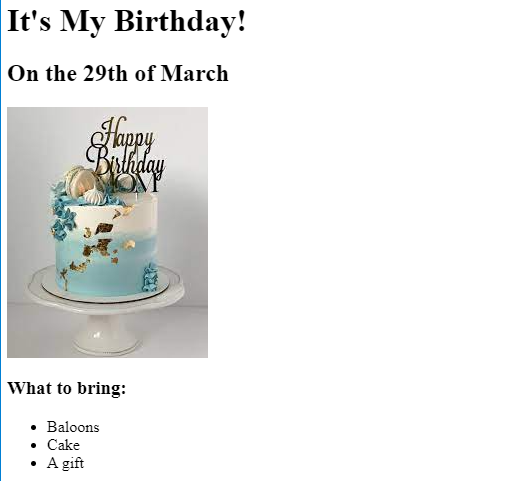 It's My Birthday!
On the 29th of March
Happy
Birthday
MOM
What to bring:
Baloons
Cake
A gift